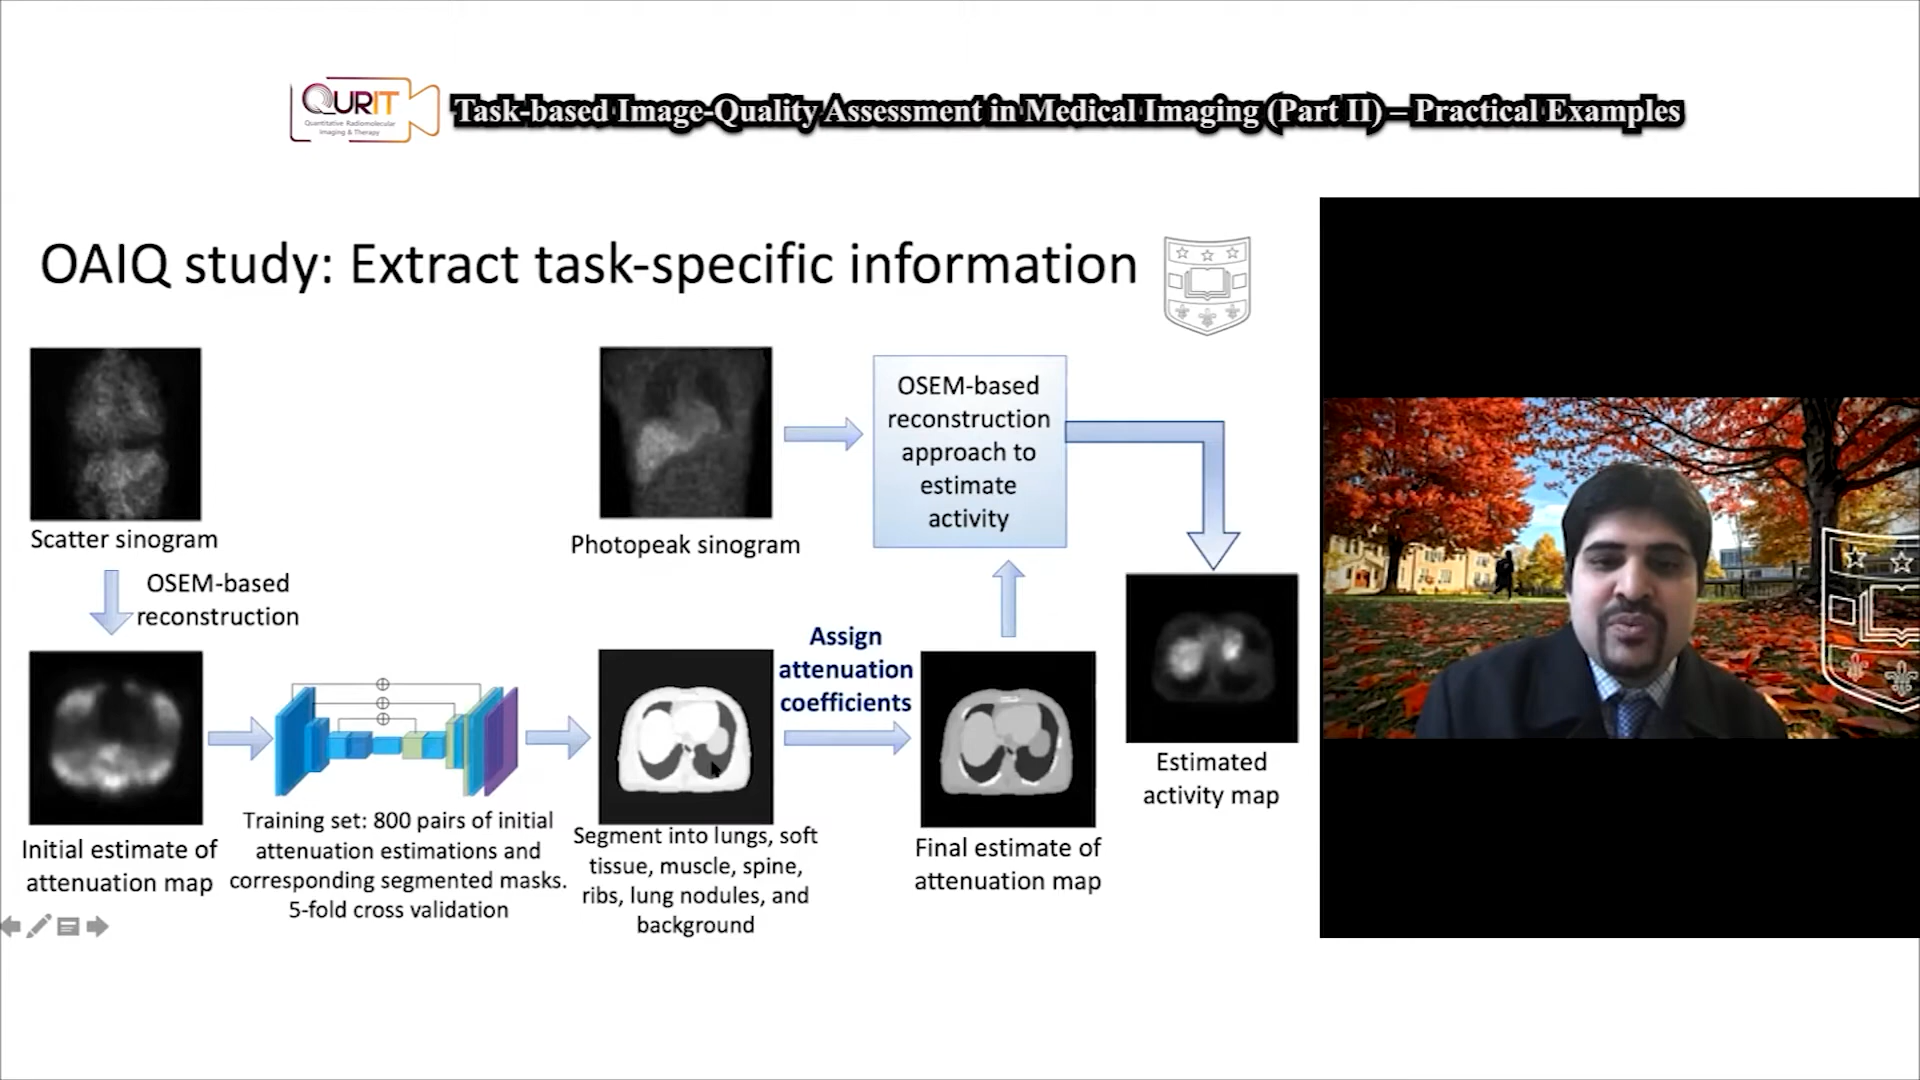 QURIT
Quantitative Radiomolecular
Imaging & Therapy
Task-based Image-Quality Assessment in Medical Imaging (Part II) – Practical Examples
OAIQ study: Extract task-specific information
Scatter sinogram
OSEM-based
reconstruction
Initial estimate of
attenuation map
Training set: 800 pairs of initial
attenuation estimations and
corresponding segmented masks.
5-fold cross validation
Photopeak sinogram
Segment into lungs, soft
tissue, muscle, spine,
ribs, lung nodules, and
background
Assign
attenuation
coefficients
OSEM-based
reconstruction
approach to
estimate
activity
Final estimate of
attenuation map
Estimated
activity map